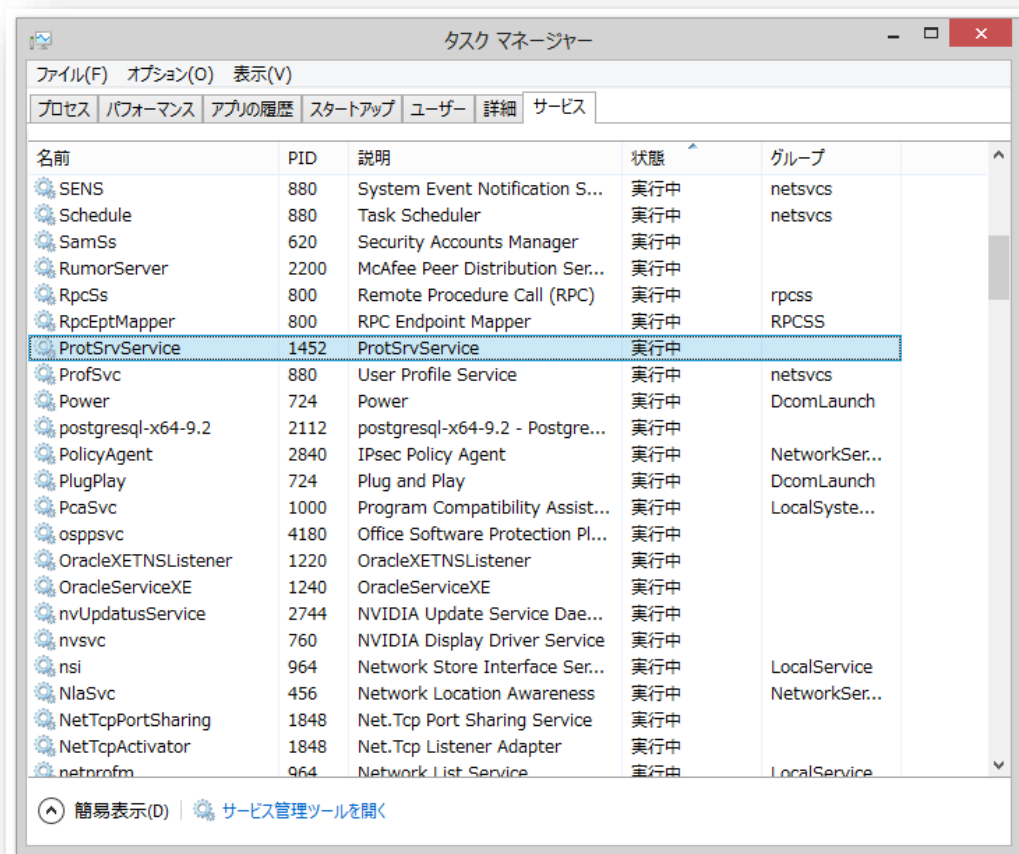 タスク マネージャー
ファイル(F) オプション(O) 表示(V)
プロセス パフォーマンス アプリの履歴 スタートアップ ユーザー 詳細 サービス
名前 PID 説明 状態 グループ
SENS 880 System Event Notification S... 実行中 netsvcs
Schedule 880 Task Scheduler 実行中 netsvcs
SamSs 620 Security Accounts Manager 実行中
RumorServer 2200 McAfee Peer Distribution Ser... 実行中
RpcSs 800 Remote Procedure Call (RPC) 実行中 rpcss
RpcEptMapper 800 RPC Endpoint Mapper 実行中 RPCSS
ProtSrvService 1452 ProtSrvService 実行中
ProfSvc 880 User Profile Service 実行中 netsvcs
Power 724 Power 実行中 DcomLaunch
postgresql-x64-9.2 2112 postgresql-x64-9.2 - Postgre... 実行中
PolicyAgent 2840 IPsec Policy Agent 実行中 NetworkSer...
PlugPlay 724 Plug and Play 実行中 DcomLaunch
PcaSvc 1000 Program Compatibility Assist... 実行中 LocalSyste...
osppsvc 4180 Office Software Protection Pl... 実行中
OracleXETNSListener 1220 OracleXETNSListener 実行中
OracleServiceXE 1240 OracleServiceXE 実行中
nvUpdatusService 2744 NVIDIA Update Service Dae... 実行中
nvsvc 760 NVIDIA Display Driver Service 実行中
nsi 964 Network Store Interface Ser... 実行中 LocalService
NlaSvc 456 Network Location Awareness 実行中 NetworkSer...
NetTcpPortSharing 1848 Net.Tcp Port Sharing Service 実行中
NetTcpActivator 1848 Net.Tcp Listener Adapter 実行中
netprofm 964 Network List Service 実行中 LocalService
簡易表示(D) サービス管理ツールを開く